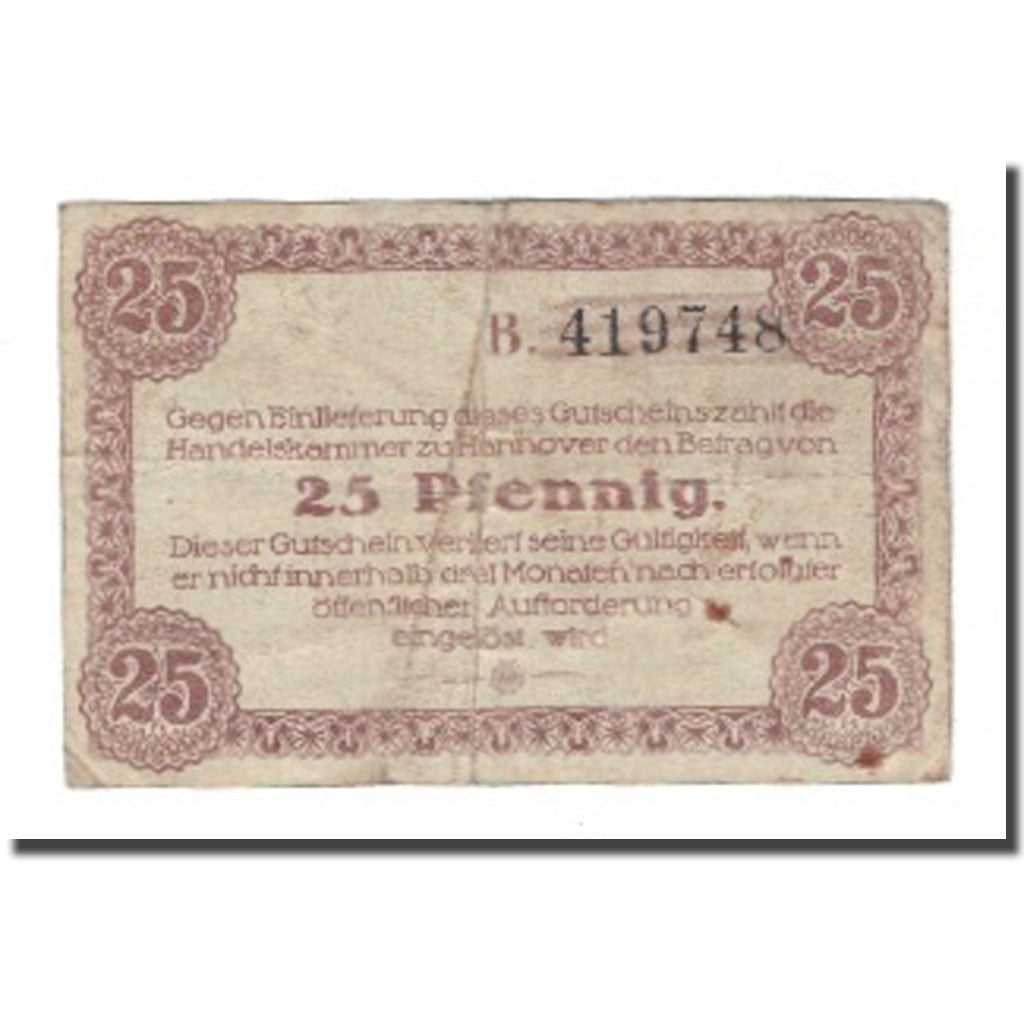 25 25
B. 419748
Gegen Einlieferung dieses Gutscheins zahlt die
Handelskammer zu Hannover den Betrag von
25 Pfennig.
Dieser Gutschein verliert seine Gültigkeit, wenn
er nicht innerhalb drei Monaten nach erfolgter
öffentlicher Aufforderung
eingelöst wird
25 25